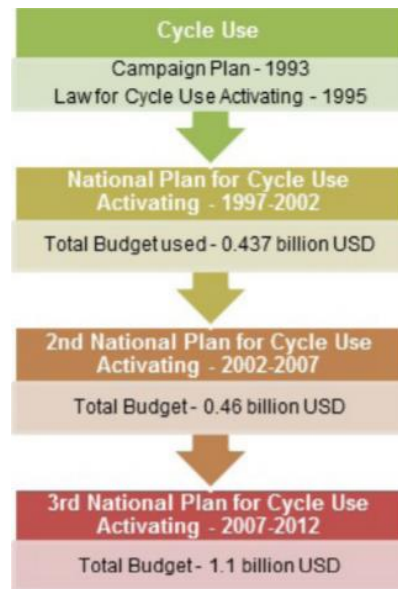 Cycle Use
Campaign Plan - 1993
Law for Cycle Use Activating - 1995
National Plan for Cycle Use
Activating - 1997-2002
Total Budget used - 0.437 billion USD
2nd National Plan for Cycle Use
Activating - 2002-2007
Total Budget - 0.46 billion USD
3rd National Plan for Cycle Use
Activating - 2007-2012
Total Budget - 1.1 billion USD